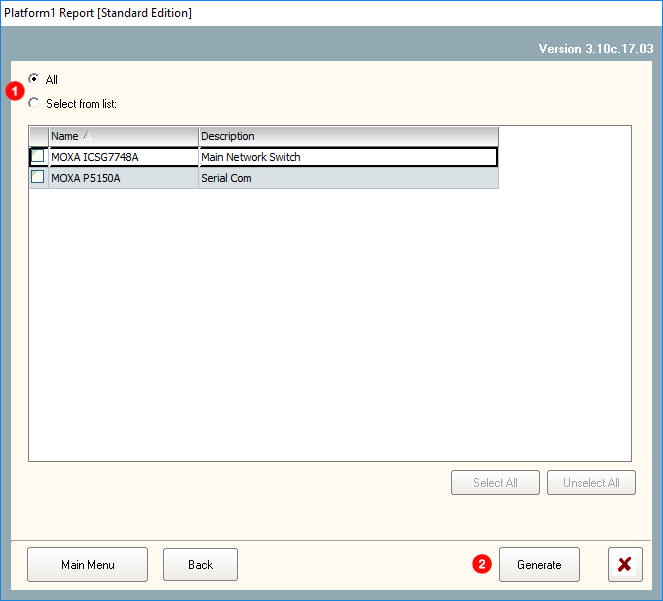 Platform1 Report [Standard Edition]
Version 3.10c.17.03
All
1
Select from list:
Name Description
MOXA ICSG7748A Main Network Switch
MOXA P5150A Serial Com
Select All Unselect All
Main Menu Back 2 Generate